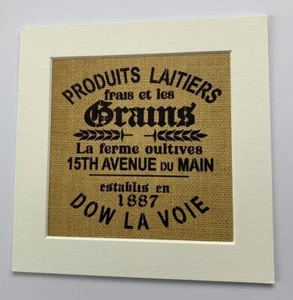 PRODUITS LAITIERS
frais et les
Grains
La ferme oultives
15TH AVENUE DU MAIN
establis en
1887
DOW LA VOIE